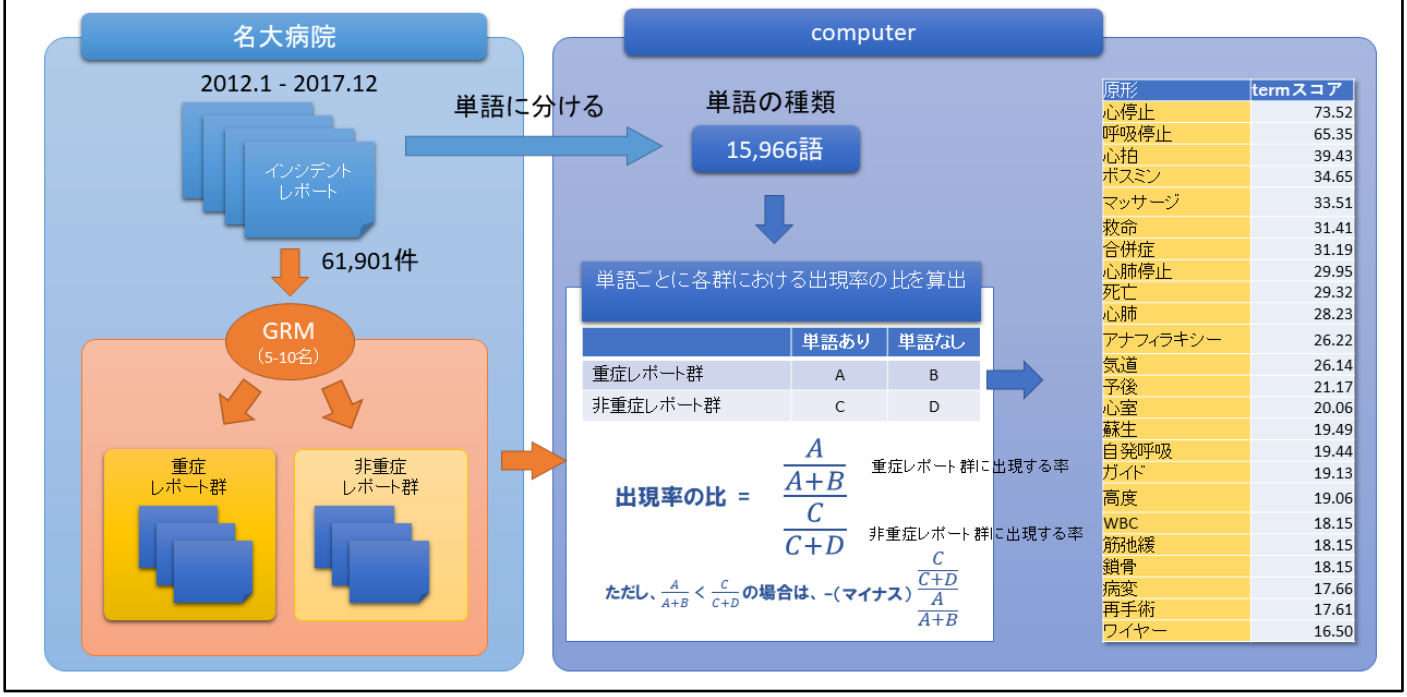 名大病院
2012.1 - 2017.12
インシデント
レポート
61,901件
GRM
(5-10名)
重症
レポート群
非重症
レポート群
単語に分ける
computer
単語の種類
15,966語
単語ごとに各群における出現率の比を算出
単語あり 単語なし
重症レポート群 A B
非重症レポート群 C D
出現率の比 =
A
A+B
C
C+D
重症レポート群に出現する率
非重症レポート群に出現する率
ただし、A/A+B < C/C+Dの場合は、-(マイナス)
C
C+D
A
A+B
原形 termスコア
心停止 73.52
呼吸停止 65.35
心拍 39.43
ボスミン 34.65
マッサージ 33.51
救命 31.41
合併症 31.19
心肺停止 29.95
死亡 29.32
心肺 28.23
アナフィラキシー 26.22
気道 26.14
予後 21.17
心室 20.06
蘇生 19.49
自発呼吸 19.44
ガイド 19.13
高度 19.06
WBC 18.15
筋弛緩 18.15
鎖骨 18.15
病変 17.66
再手術 17.61
ワイヤー 16.50